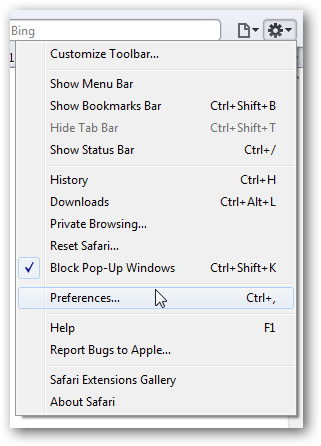 Bing
Customize Toolbar...
Show Menu Bar
Show Bookmarks Bar Ctrl+Shift+B
Hide Tab Bar Ctrl+Shift+T
Show Status Bar Ctrl+/
History Ctrl+H
Downloads Ctrl+Alt+L
Private Browsing...
Reset Safari...
Block Pop-Up Windows Ctrl+Shift+K
Preferences... Ctrl+,
Help F1
Report Bugs to Apple...
Safari Extensions Gallery
About Safari